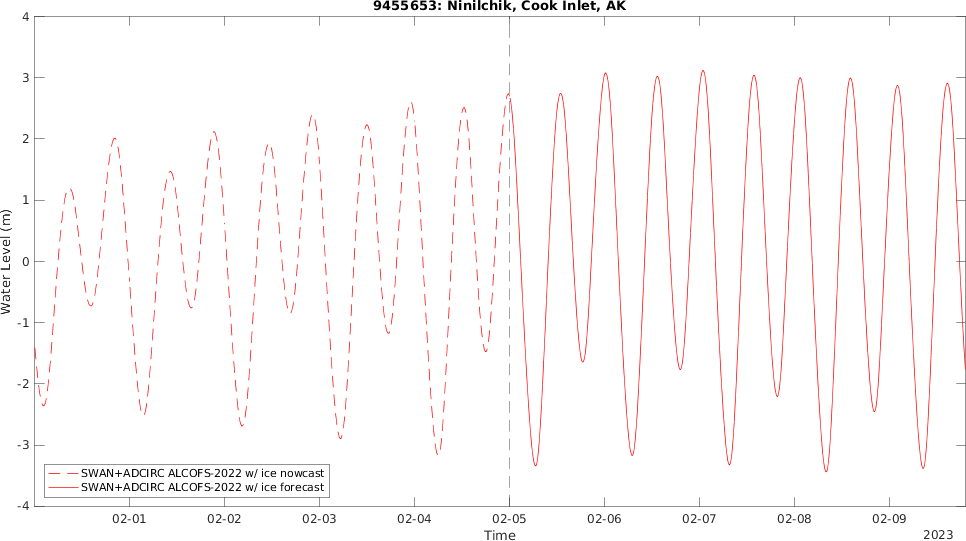 9455653: Ninilchik, Cook Inlet, AK
4
3
2
1
0
-1
-2
-3
-4
Water Level (m)
SWAN+ADCIRC ALCOFS-2022 w/ ice nowcast
SWAN+ADCIRC ALCOFS-2022 w/ ice forecast
02-01 02-02 02-03 02-04 02-05 02-06 02-07 02-08 02-09
Time
2023